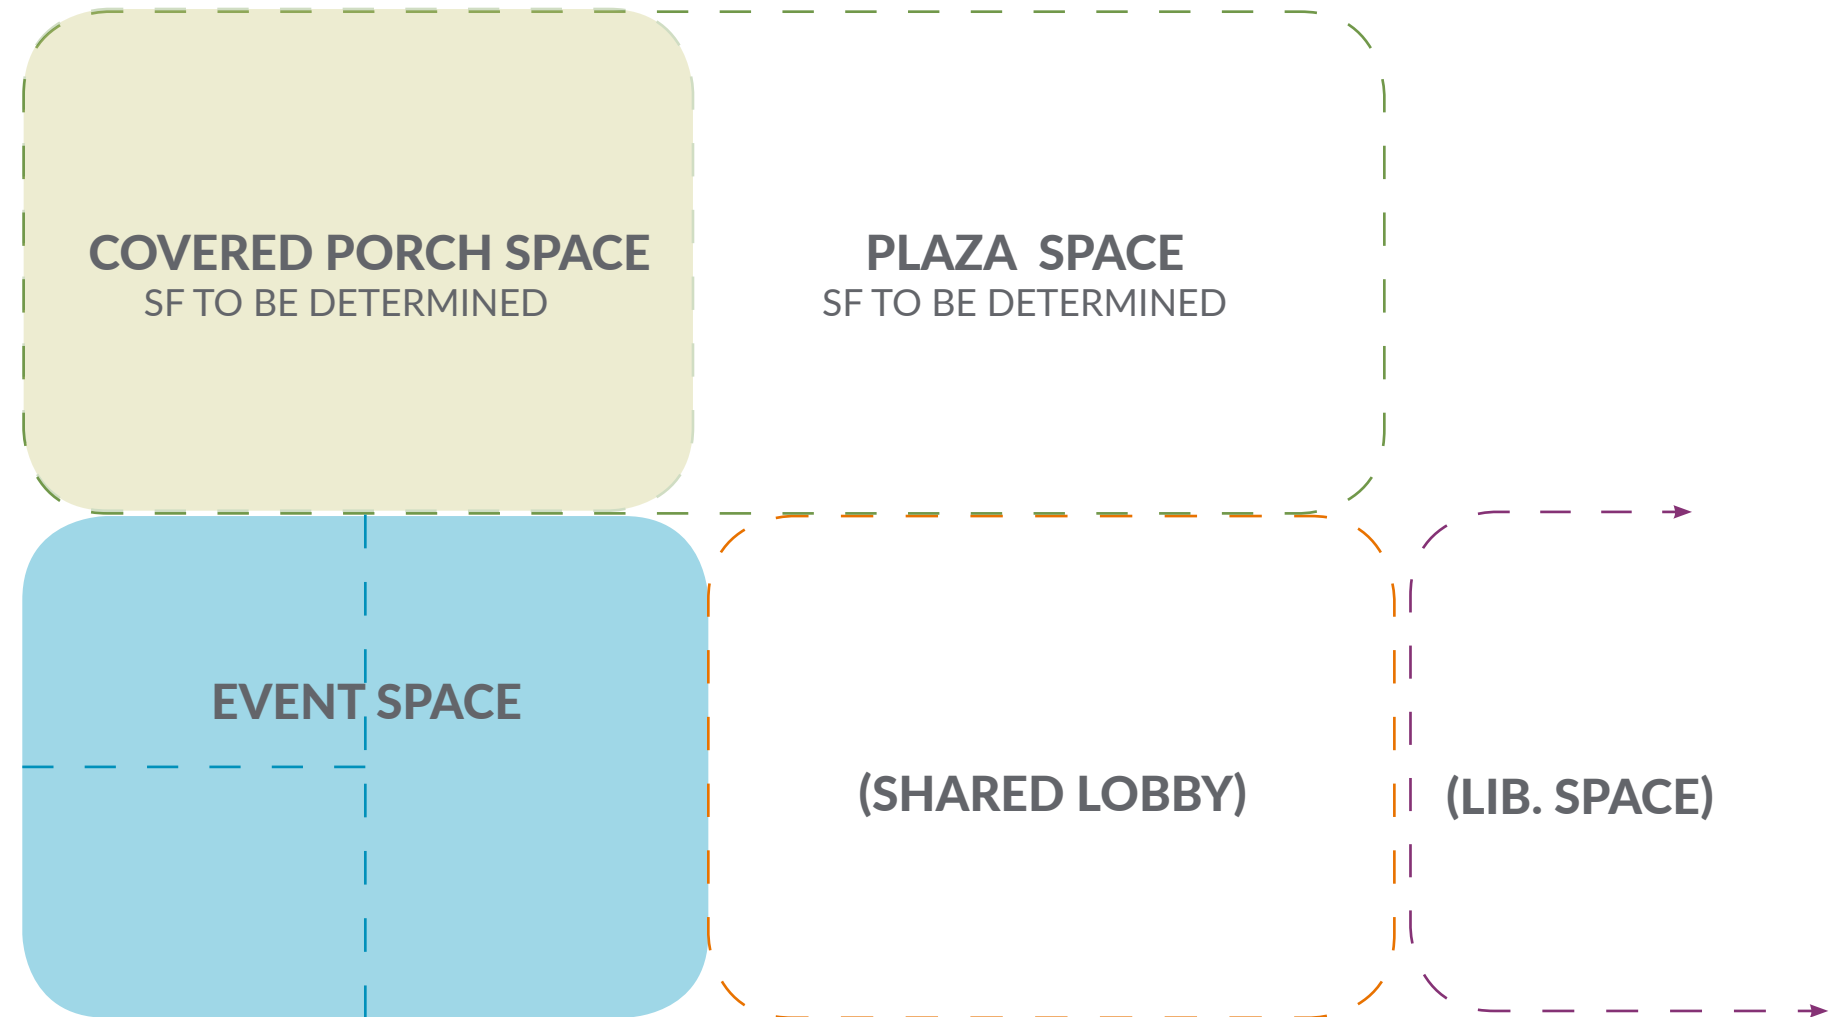 COVERED PORCH SPACE
SF TO BE DETERMINED
PLAZA  SPACE
SF TO BE DETERMINED
EVENT SPACE
(SHARED LOBBY)
(LIB. SPACE)